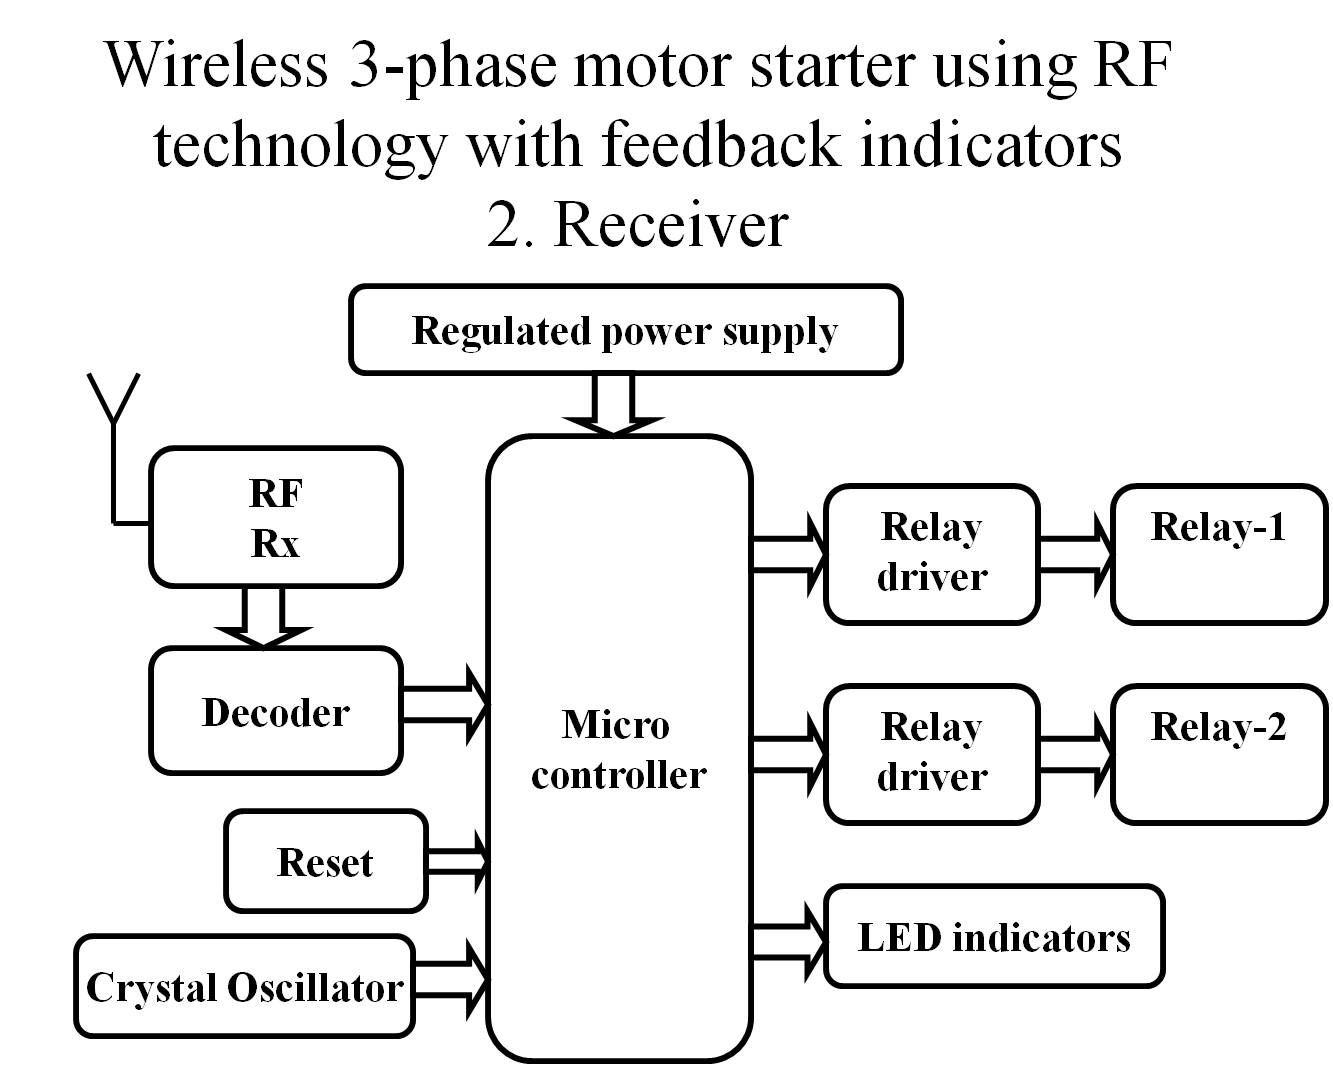 Wireless 3-phase motor starter using RF
technology with feedback indicators
2. Receiver
Regulated power supply
RF
Rx
Decoder
Reset
Crystal Oscillator
Micro
controller
Relay
driver
Relay-1
Relay
driver
Relay-2
LED indicators